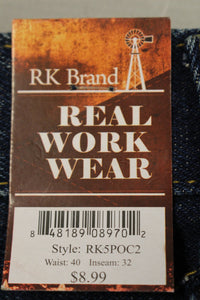 RK Brand
REAL
WORK
WEAR
8 48189 08970 2
Style: RK5POC2
Waist: 40 Inseam: 32
$8.99